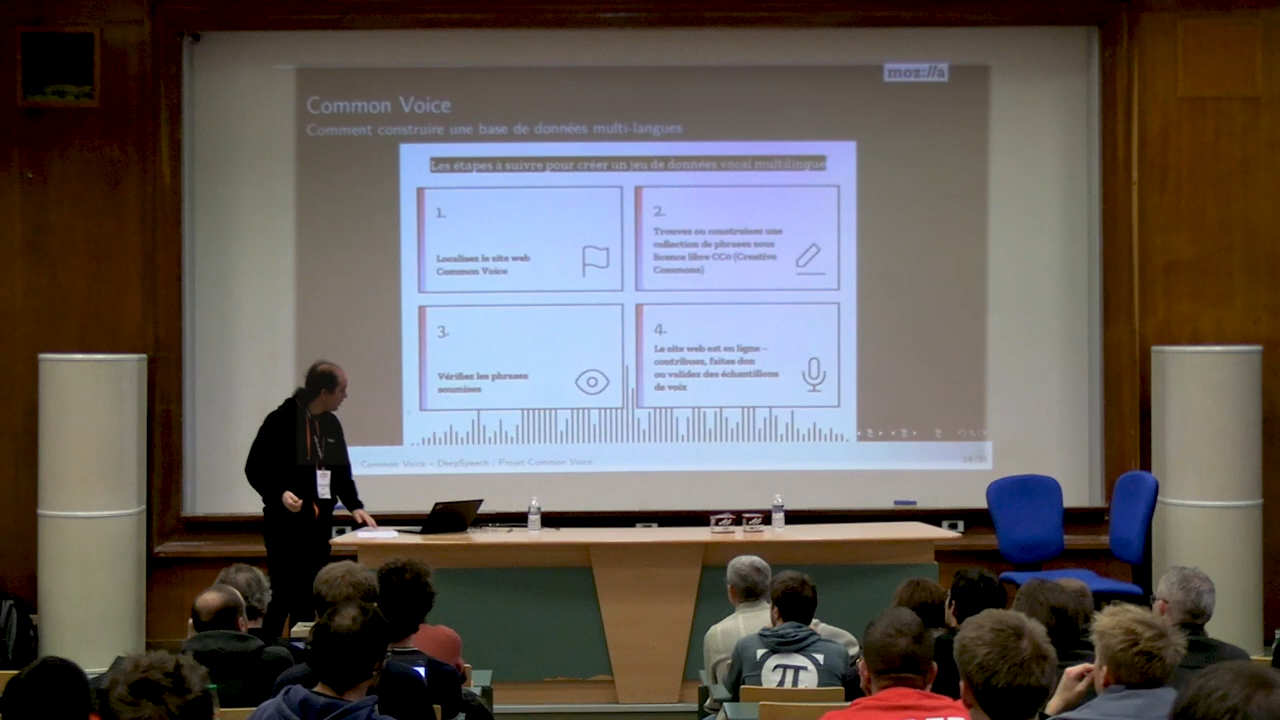 moz://a
Common Voice
Comment construire une base de données multi-langues
Les étapes à suivre pour créer un jeu de données vocal multilingue
1.
Localisez le site web
Common Voice
2.
Trouvez ou construisez une
collection de phrases sous
licence libre CC0 (Creative
Commons)
3.
Vérifiez les phrases
soumises
4.
Le site web est en ligne –
contribuez, faites don
ou validez des échantillons
de voix
Common Voice – DeepSpeech : Projet Common Voice
π